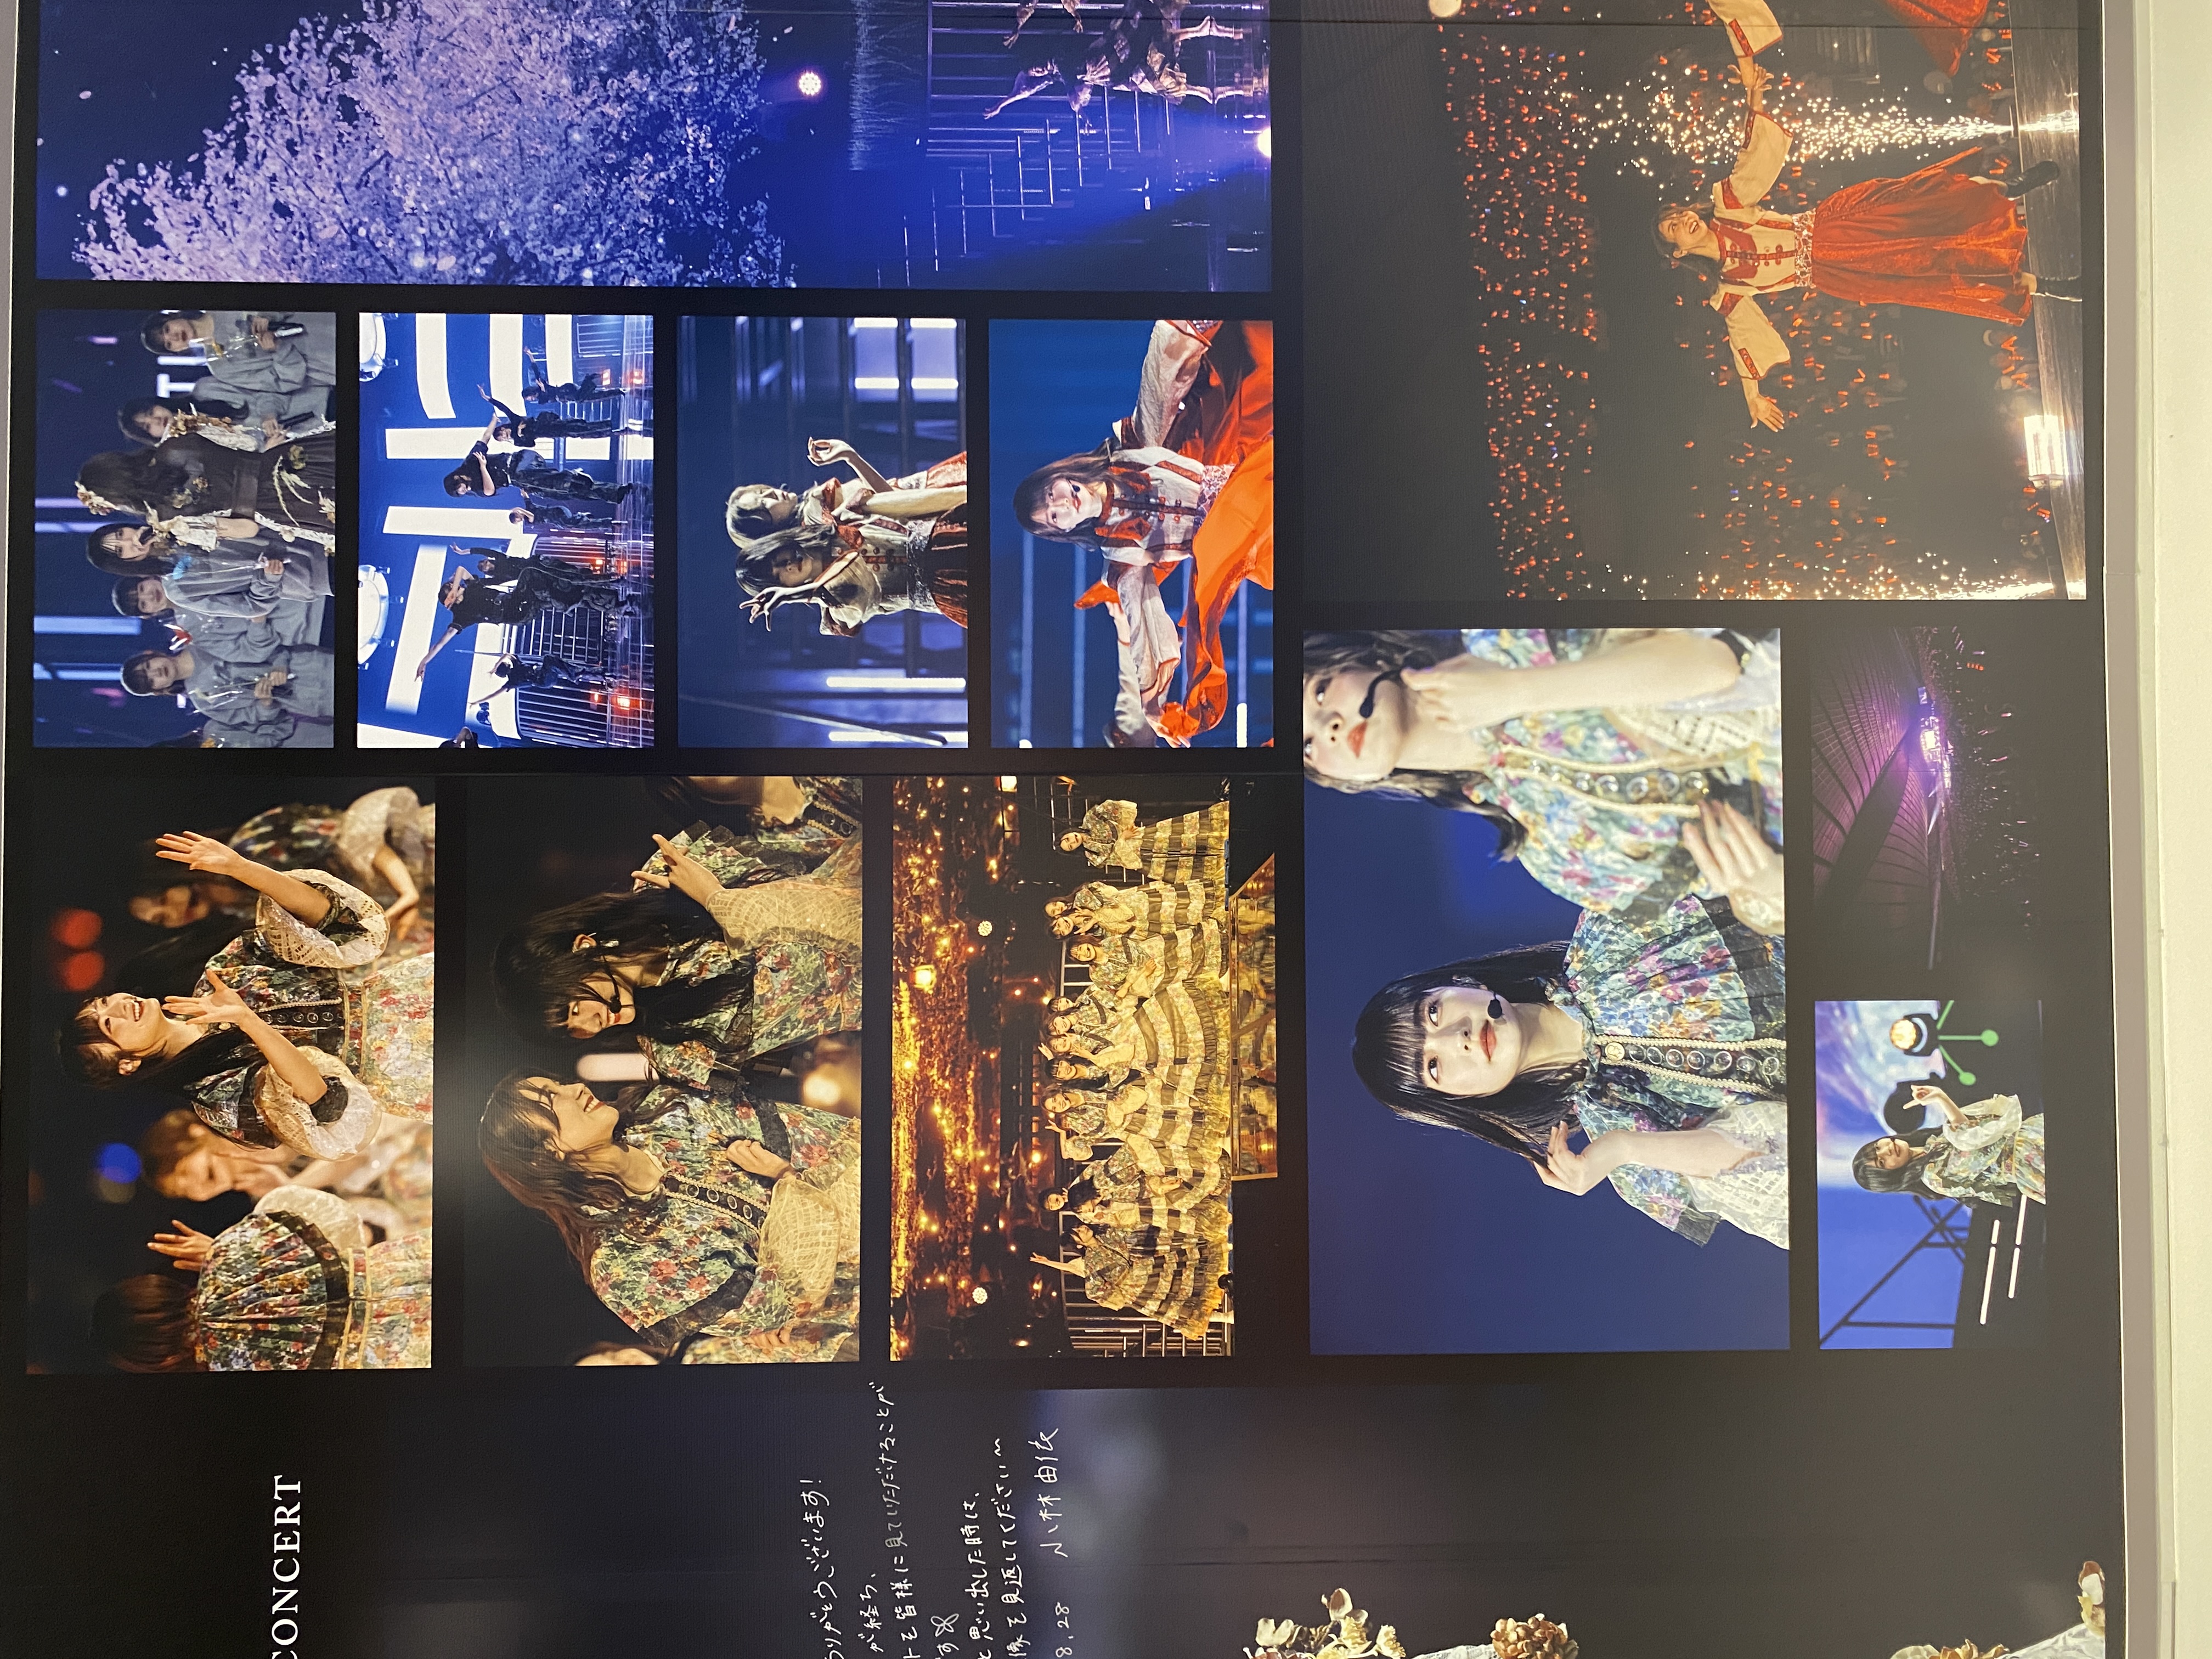 CONCERT
りがとうございます!
が経ち、
トを皆様に見ていただけることが
です
と思い出した時は、
像を見返してください〜
8.28 小林由依